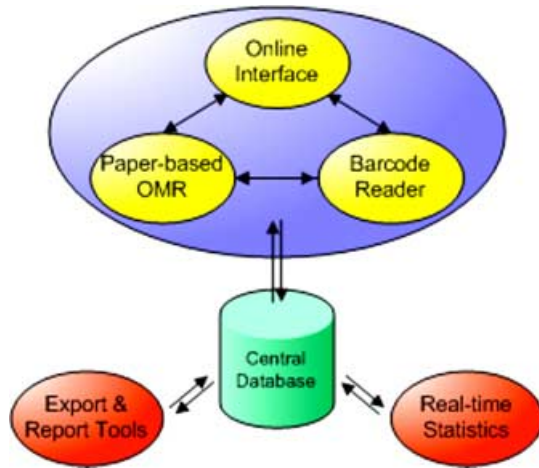 Online
Interface
Paper-based
OMR
Barcode
Reader
Central
Database
Export &
Report Tools
Real-time
Statistics